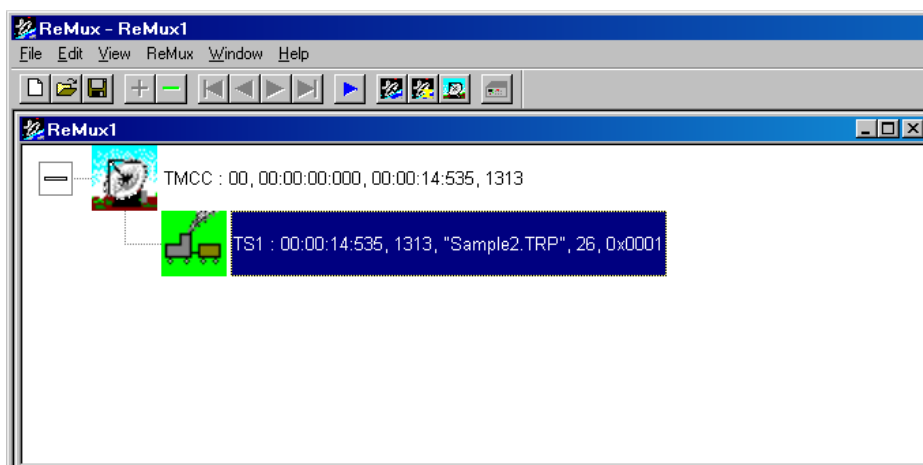 ReMux - ReMux1
File Edit View ReMux Window Help
ReMux1
TMCC : 00, 00:00:00:000, 00:00:14:535, 1313
TS1 : 00:00:14:535, 1313, "Sample2.TRP", 26, 0x0001